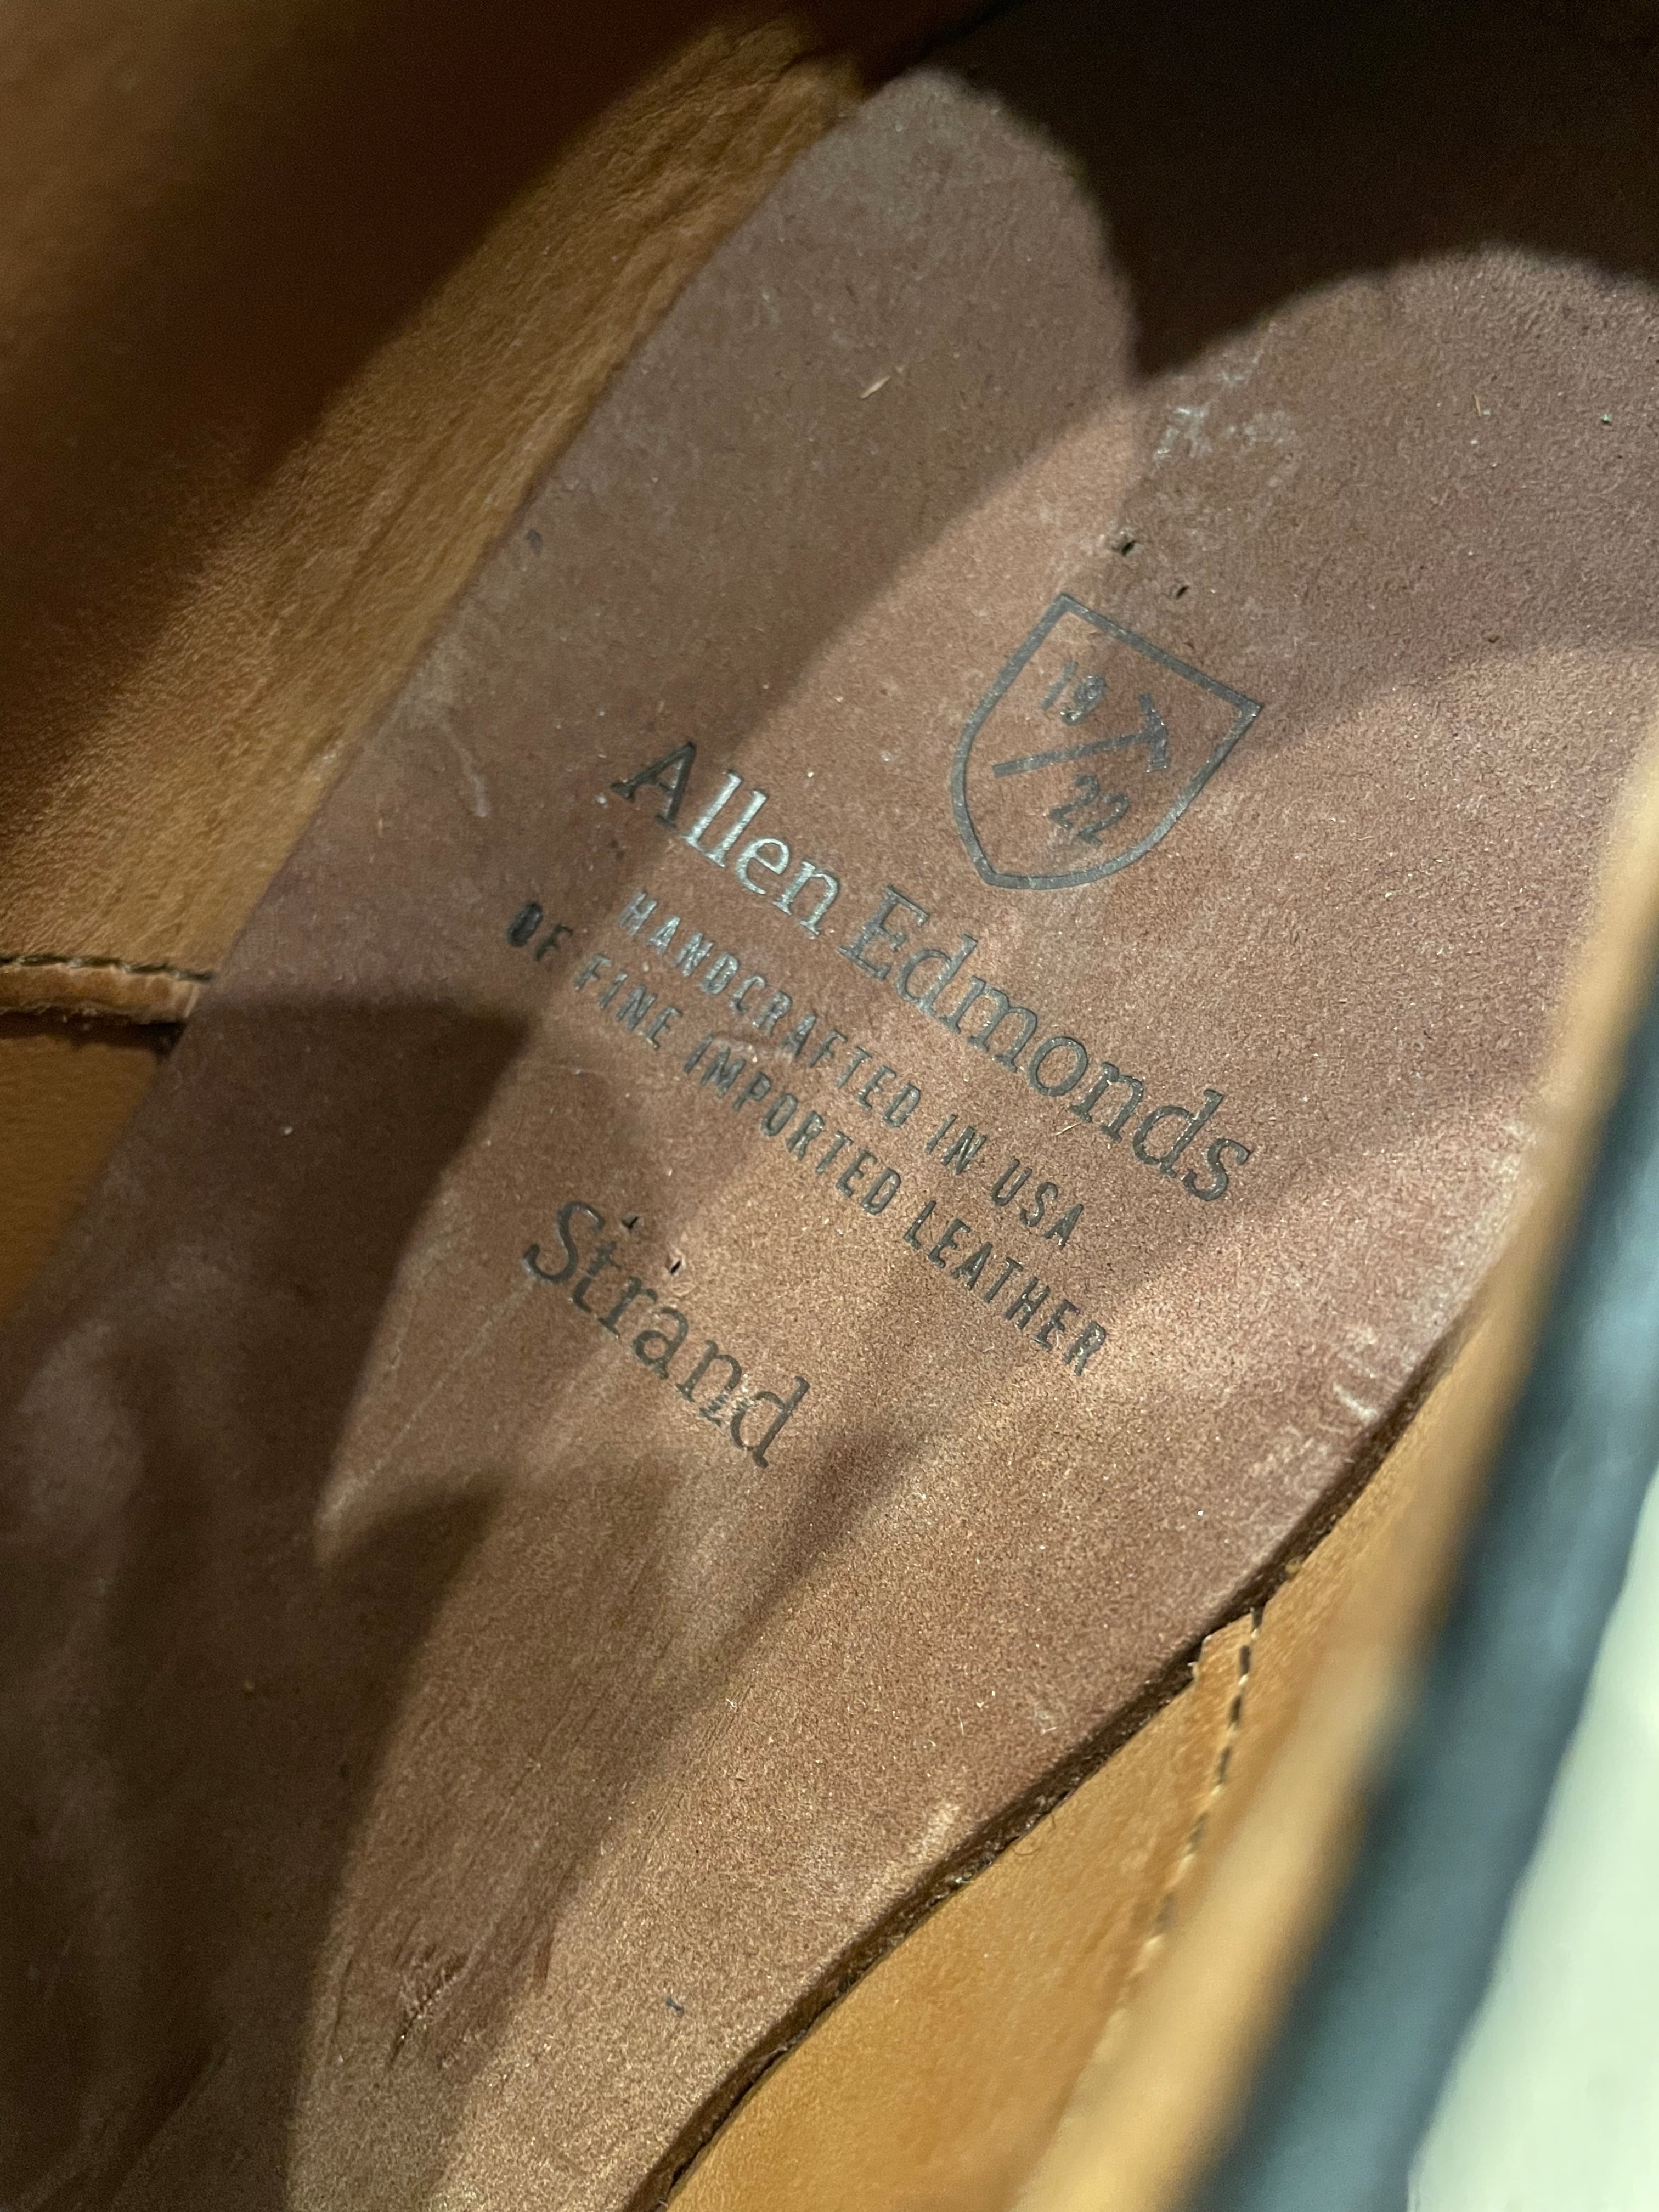 19
22
Allen Edmonds
HANDCRAFTED IN USA
OF FINE IMPORTED LEATHER
Strand